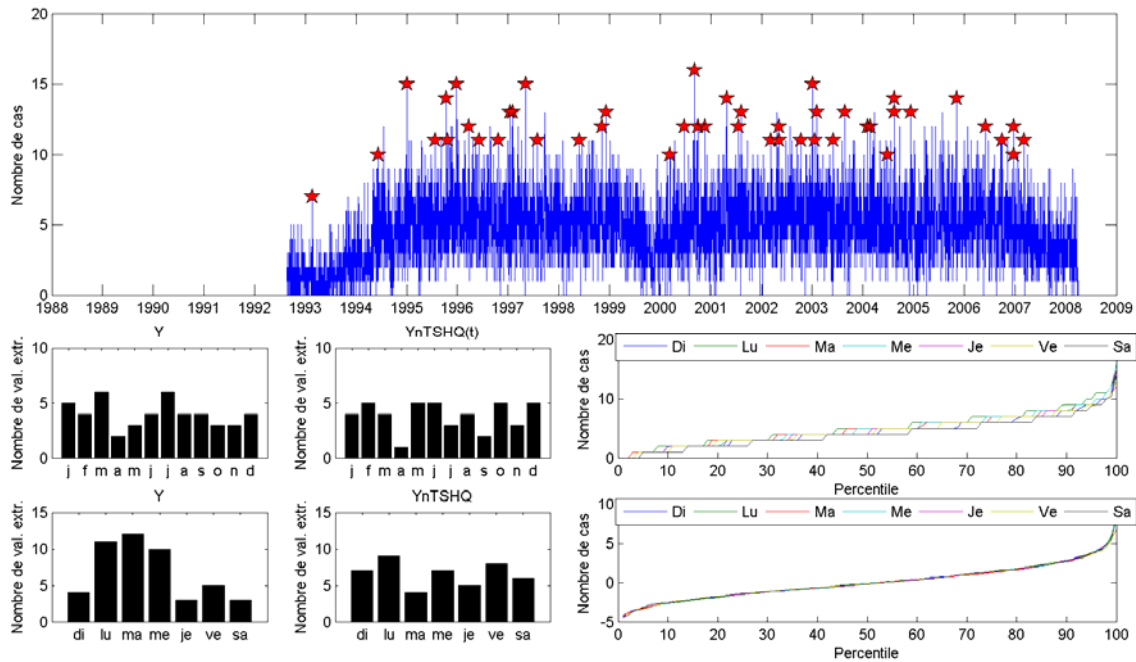 20
15
10
5
0
Nombre de cas
1988 1989 1990 1991 1992 1993 1994 1995 1996 1997 1998 1999 2000 2001 2002 2003 2004 2005 2006 2007 2008 2009
Y
10
5
0
Nombre de val. extr.
j f m a m j j a s o n d
YnTSHQ(t)
10
5
0
Nombre de val. extr.
j f m a m j j a s o n d
20
10
0
Nombre de cas
Di Lu Ma Me Je Ve Sa
0 10 20 30 40 50 60 70 80 90 100
Percentile
Y
15
10
5
0
Nombre de val. extr.
di lu ma me je ve sa
YnTSHQ
15
10
5
0
Nombre de val. extr.
di lu ma me je ve sa
10
5
0
-5
Nombre de cas
Di Lu Ma Me Je Ve Sa
0 10 20 30 40 50 60 70 80 90 100
Percentile